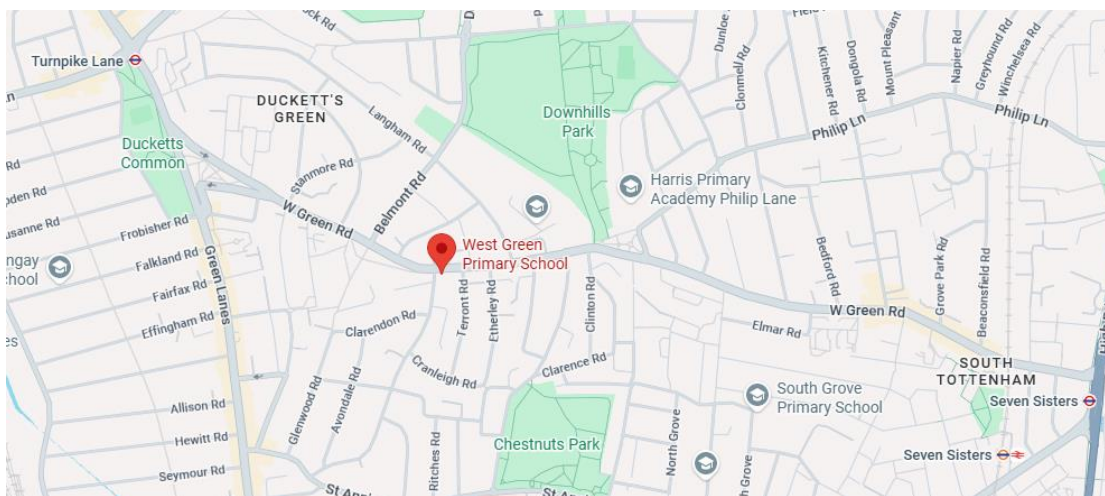 Turnpike Lane
DUCKETT'S
GREEN
Ducketts
Common
Langham Rd
Stanmore Rd
Belmont Rd
W Green Rd
Downhills
Park
Dunloe
Clonmell Rd
Kitchener Rd
Dongola Rd
Mount Pleasant
Napier Rd
Greyhound Rd
Winchelsea Rd
Philip Ln
Philip Ln
Harris Primary
Academy Philip Lane
West Green
Primary School
Frobisher Rd
Falkland Rd
Fairfax Rd
Effingham Rd
Green Lanes
Clarendon Rd
Terront Rd
Etherley Rd
Cranleigh Rd
Glenwood Rd
Avondale Rd
Ritches Rd
Clinton Rd
Clarence Rd
Elmar Rd
Bedford Rd
Grove Park Rd
Beaconsfield Rd
W Green Rd
SOUTH
TOTTENHAM
Seven Sisters
Seven Sisters
South Grove
Primary School
North Grove
Chestnuts Park
Allison Rd
Hewitt Rd
Seymour Rd